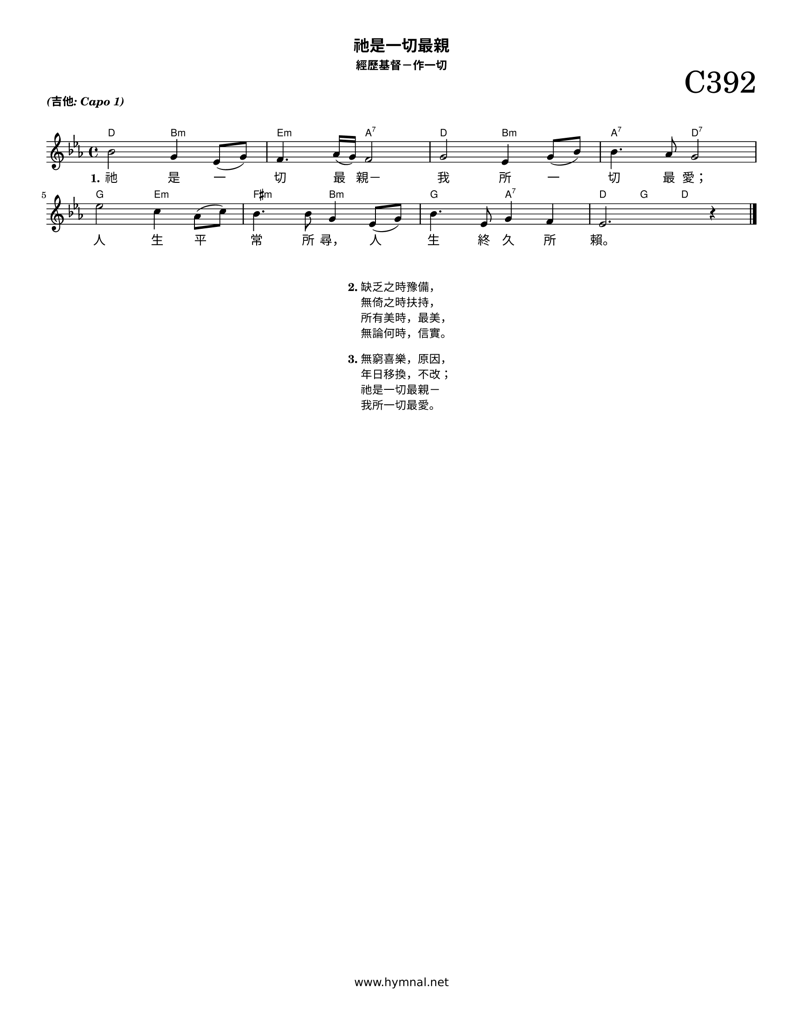 祂是一切最親
經歷基督－作一切
C392
(吉他: Capo 1)
D Bm Em A7 D Bm A7 D7
1. 祂 是 一 切 最 親－ 我 所 一 切 最 愛；
5 G Em F#m Bm G A7 D G D
人 生 平 常 所 尋， 人 生 終 久 所 賴。
2. 缺乏之時豫備，
無倚之時扶持，
所有美時，最美，
無論何時，信實。
3. 無窮喜樂，原因，
年日移換，不改；
祂是一切最親－
我所一切最愛。
www.hymnal.net